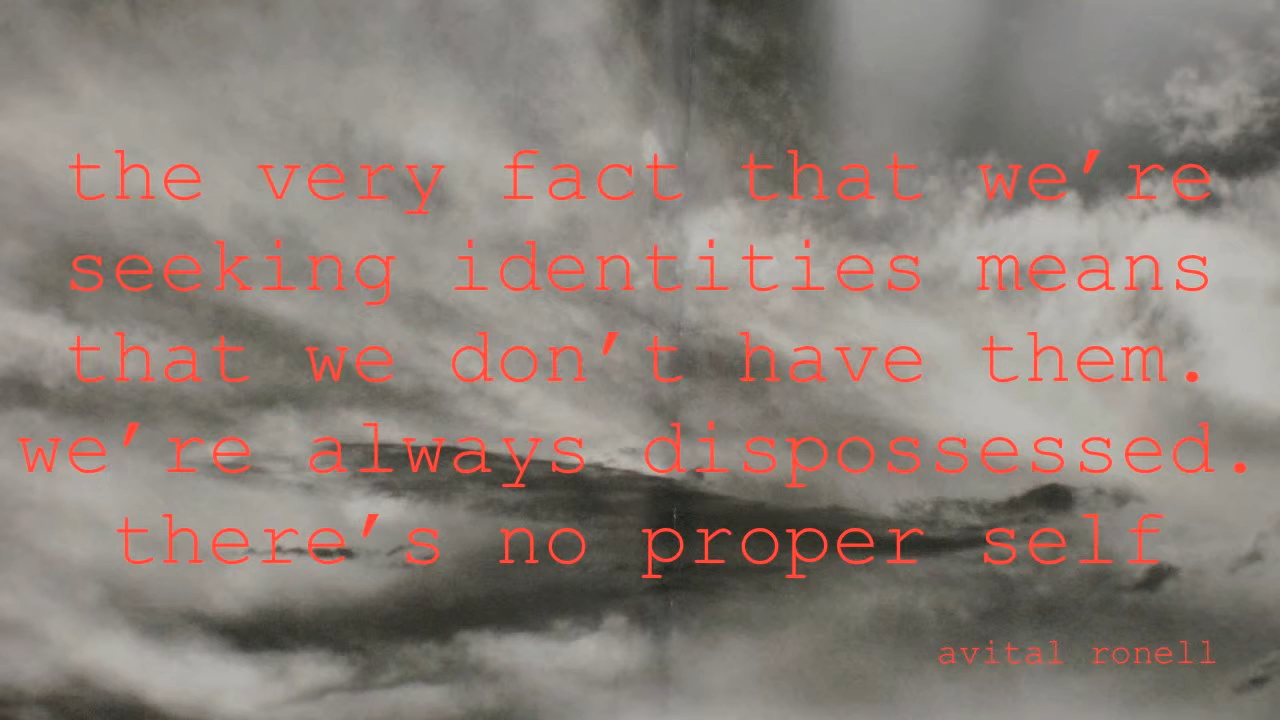 the very fact that we're
seeking identities means
that we don't have them.
we're always dispossessed.
there's no proper self
avital ronell